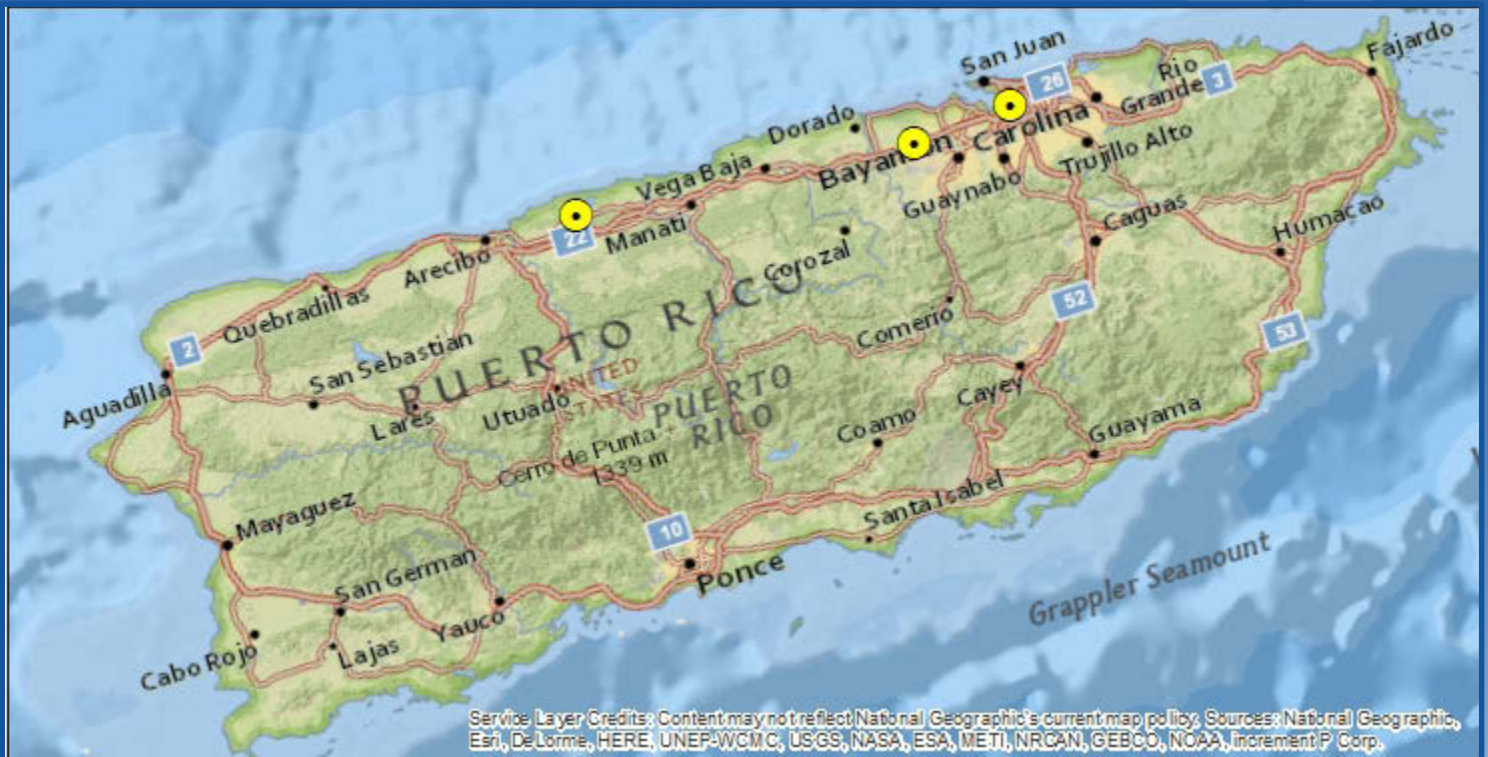 San Juan
Fajardo
26
Rio
Grande
3
Dorado
Carolina
Bayamon
Trujillo Alto
Vega Baja
Guaynabo
Caguas
Humacao
22
Manati
Arecibo
Corozal
Quebradillas
PUERTO RICO
52
Comerio
53
2
San Sebastian
UNITED
STATES
PUERTO
RICO
Aguadilla
Lares
Utuado
Cayey
Coamo
Guayama
Cerro de Punta
1339 m
Mayaguez
Santa Isabel
10
Ponce
San German
Grappler Seamount
Yauco
Cabo Rojo
Lajas
Service Layer Credits: Content may not reflect National Geographic's current map policy. Sources: National Geographic,
Esri, DeLorme, HERE, UNEP-WCMC, USGS, NASA, ESA, METI, NRCAN, GEBCO, NOAA, increment P Corp.